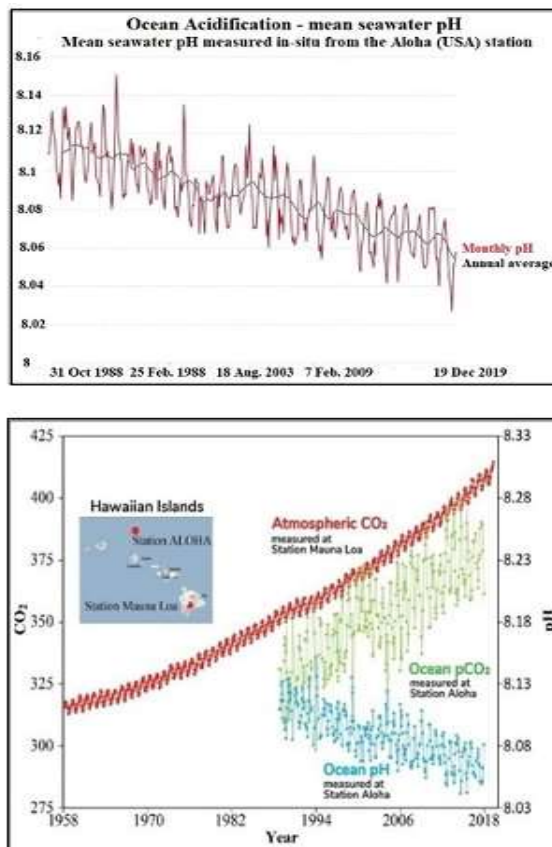 Ocean Acidification - mean seawater pH
Mean seawater pH measured in-situ from the Aloha (USA) station
8.16
8.14
8.12
8.1
8.08
8.06
8.04
8.02
8
Monthly pH
Annual average
31 Oct 1988 25 Feb. 1988 18 Aug. 2003 7 Feb. 2009 19 Dec 2019
425
400
375
350
325
300
275
CO₂
8.33
8.28
8.23
8.18
8.13
8.08
8.03
pH
Hawaiian Islands
Station ALOHA
Station Mauna Loa
Atmospheric CO₂
measured at
Station Mauna Loa
Ocean pCO₂
measured at
Station Aloha
Ocean pH
measured at
Station Aloha
1958 1970 1982 1994 2006 2018
Year